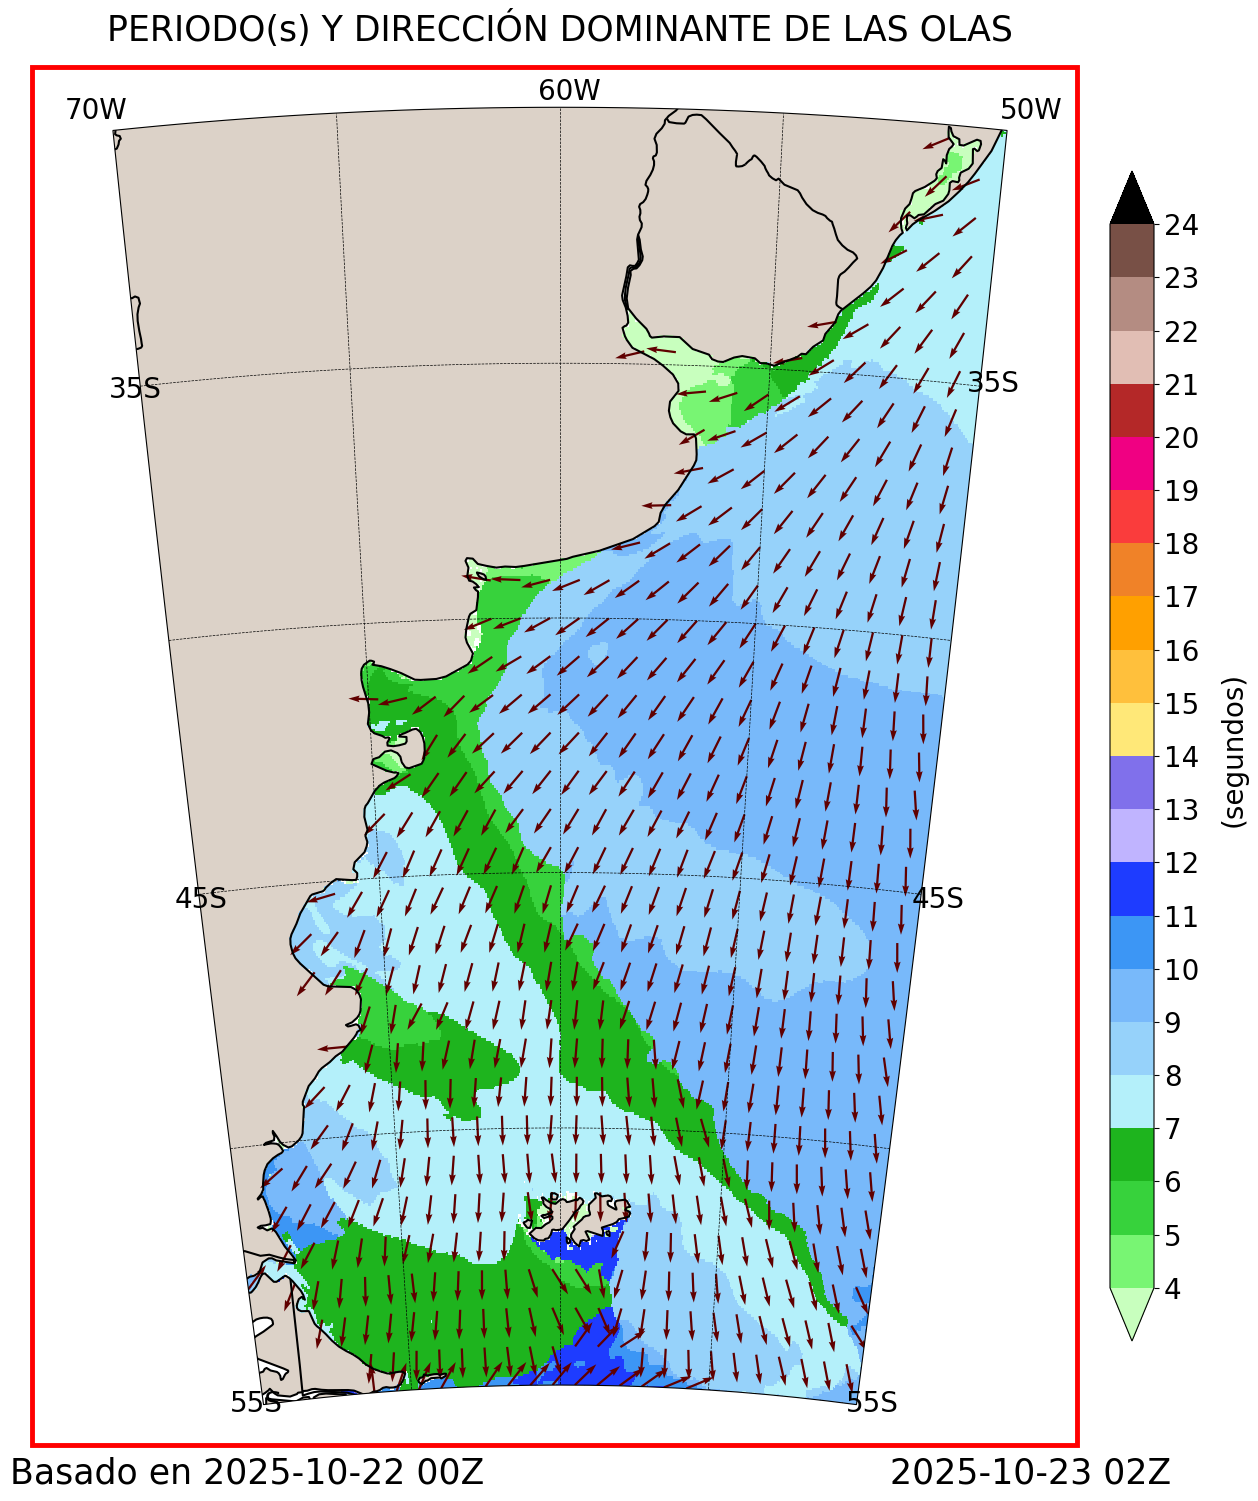 PERIODO(s) Y DIRECCIÓN DOMINANTE DE LAS OLAS
70W
60W
50W
35S
35S
45S
45S
55S
55S
24
23
22
21
20
19
18
17
16
15
14
13
12
11
10
9
8
7
6
5
4
(segundos)
Basado en 2025-10-22 00Z
2025-10-23 02Z